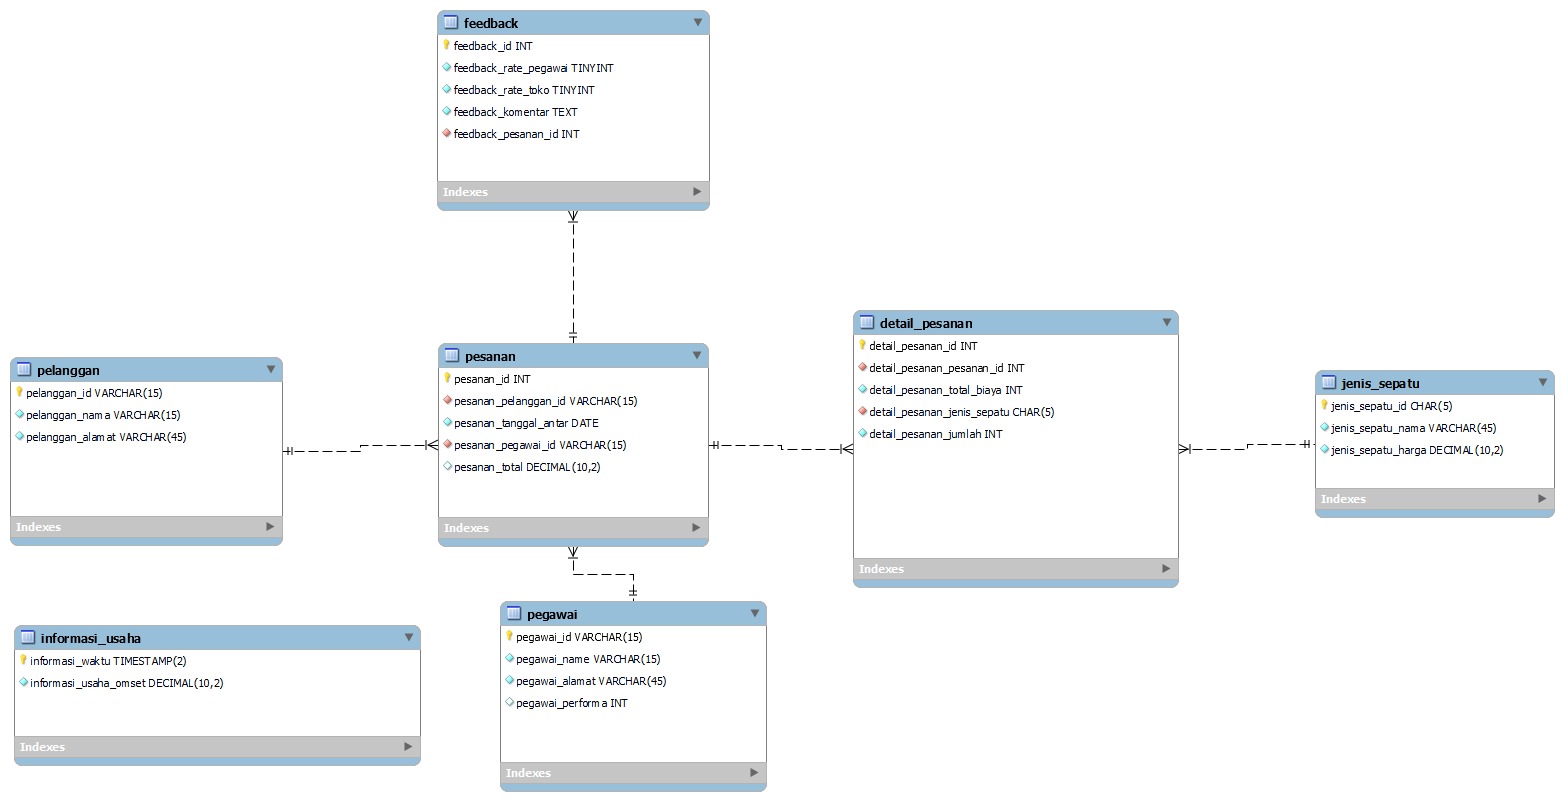 feedback
feedback_id INT
feedback_rate_pegawai TINYINT
feedback_rate_toko TINYINT
feedback_komentar TEXT
feedback_pesanan_id INT
Indexes
pelanggan
pelanggan_id VARCHAR(15)
pelanggan_nama VARCHAR(15)
pelanggan_alamat VARCHAR(45)
Indexes
pesanan
pesanan_id INT
pesanan_pelanggan_id VARCHAR(15)
pesanan_tanggal_antar DATE
pesanan_pegawai_id VARCHAR(15)
pesanan_total DECIMAL(10,2)
Indexes
detail_pesanan
detail_pesanan_id INT
detail_pesanan_pesanan_id INT
detail_pesanan_total_biaya INT
detail_pesanan_jenis_sepatu CHAR(5)
detail_pesanan_jumlah INT
Indexes
jenis_sepatu
jenis_sepatu_id CHAR(5)
jenis_sepatu_nama VARCHAR(45)
jenis_sepatu_harga DECIMAL(10,2)
Indexes
informasi_usaha
informasi_waktu TIMESTAMP(2)
informasi_usaha_omset DECIMAL(10,2)
Indexes
pegawai
pegawai_id VARCHAR(15)
pegawai_name VARCHAR(15)
pegawai_alamat VARCHAR(45)
pegawai_performa INT
Indexes